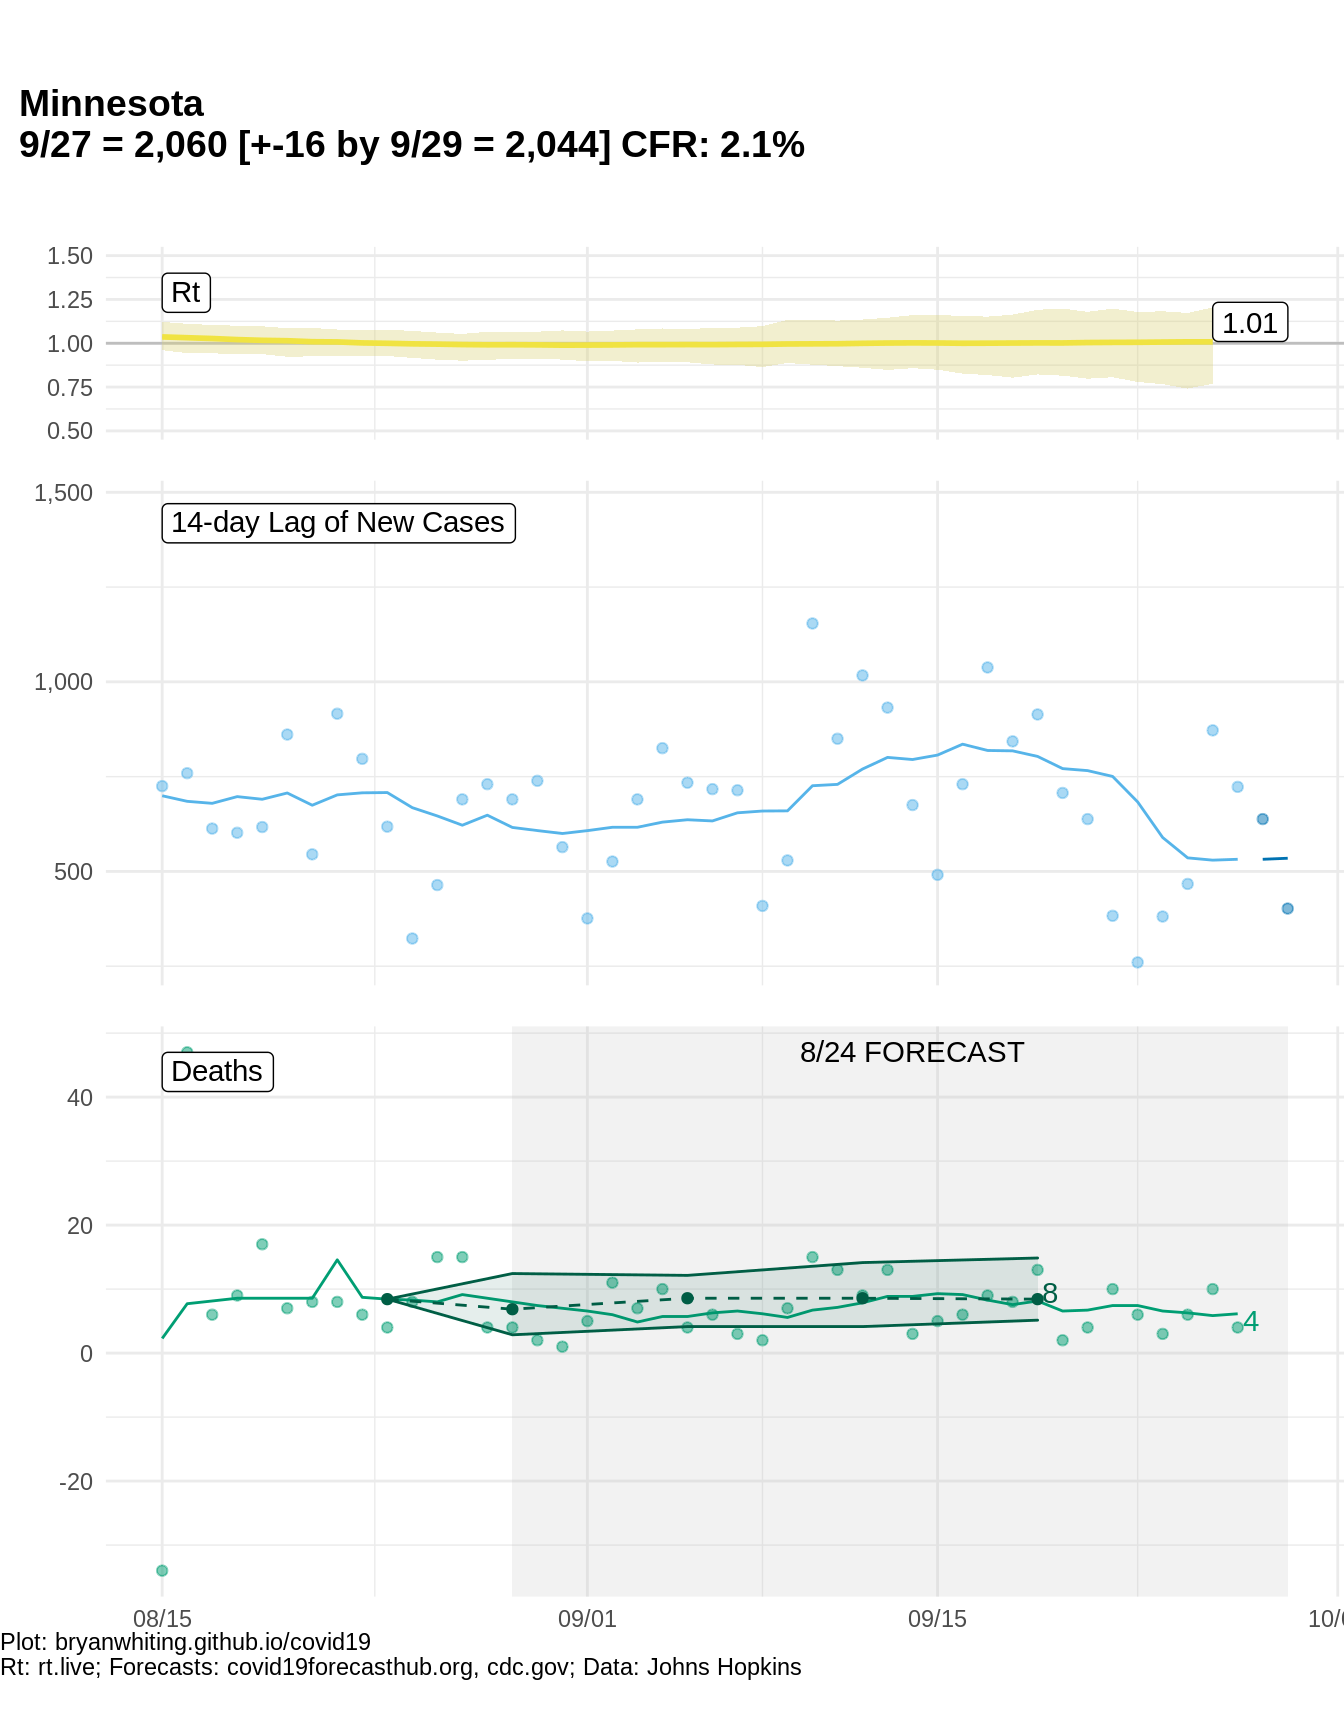 Minnesota
9/27 = 2,060 [+-16 by 9/29 = 2,044] CFR: 2.1%
1.50
1.25
1.00
0.75
0.50
Rt
1.01
1,500
1,000
500
14-day Lag of New Cases
40
20
0
-20
Deaths
8/24 FORECAST
8
4
08/15
09/01
09/15
10/0
Plot: bryanwhiting.github.io/covid19
Rt: rt.live; Forecasts: covid19forecasthub.org, cdc.gov; Data: Johns Hopkins